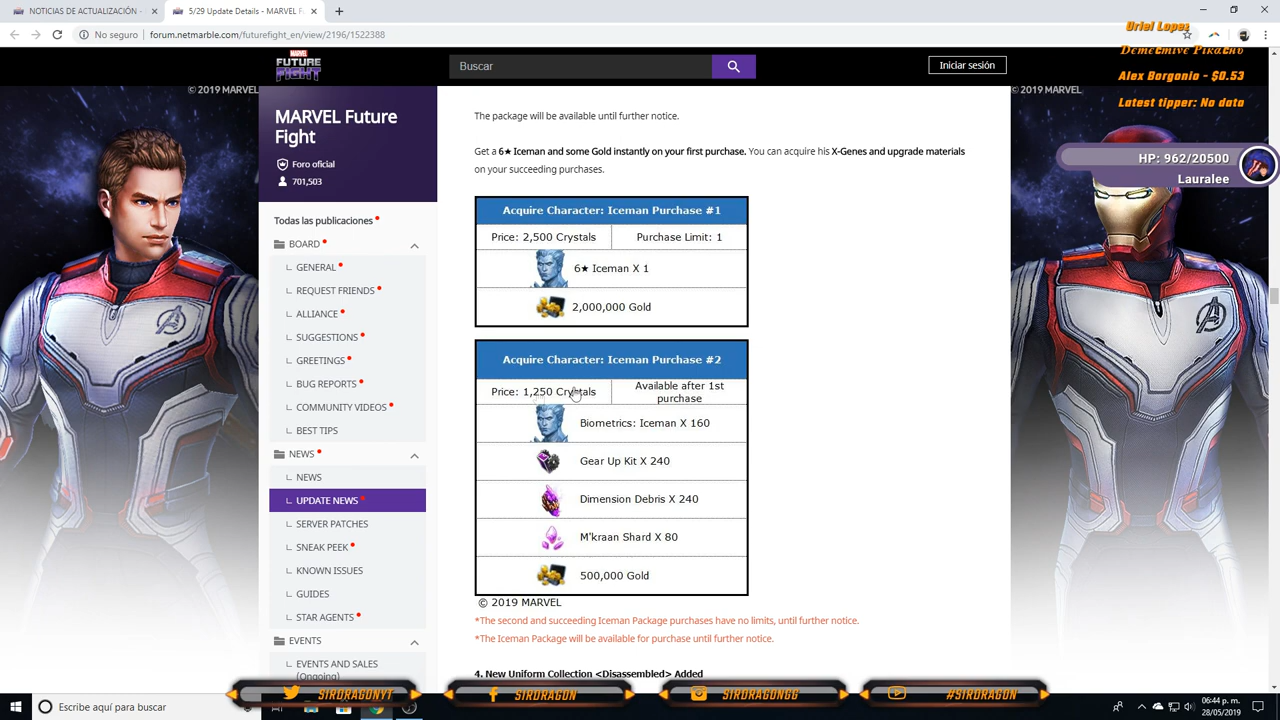 NOTICIAS DE ACTUALIZACIÓN -
5/29 Update Details - MARVEL F
No seguro
forum.netmarble.com/futurefight_en/view/2196/1522388
Uriel Lopez
Dememive Pikachu
Alex Borgonio - $0.53
Latest tipper: No data
MARVEL
FUTURE
FIGHT
Buscar
Iniciar sesión
© 2019 MARVEL
© 2019 MARVEL
HP: 962/20500
Lauralee
MARVEL Future
Fight
Foro oficial
701,503
Todas las publicaciones
BOARD
GENERAL
REQUEST FRIENDS
ALLIANCE
SUGGESTIONS
GREETINGS
BUG REPORTS
COMMUNITY VIDEOS
BEST TIPS
NEWS
NEWS
UPDATE NEWS
SERVER PATCHES
SNEAK PEEK
KNOWN ISSUES
GUIDES
STAR AGENTS
EVENTS
EVENTS AND SALES
(Ongoing)
The package will be available until further notice.
Get a 6★ Iceman and some Gold instantly on your first purchase. You can acquire his X-Genes and upgrade materials
on your succeeding purchases.
Acquire Character: Iceman Purchase #1
Price: 2,500 Crystals
Purchase Limit: 1
6★ Iceman X 1
2,000,000 Gold
Acquire Character: Iceman Purchase #2
Price: 1,250 Crystals
Available after 1st
purchase
Biometrics: Iceman X 160
Gear Up Kit X 240
Dimension Debris X 240
M'kraan Shard X 80
500,000 Gold
© 2019 MARVEL
*The second and succeeding Iceman Package purchases have no limits, until further notice.
*The Iceman Package will be available for purchase until further notice.
4. New Uniform Collection <Disassembled> Added
SIRDRAGONYT
SIRDRAGON
SIRDRAGONGG
#SIRDRAGON
Escribe aquí para buscar
06:44 p. m.
28/05/2019